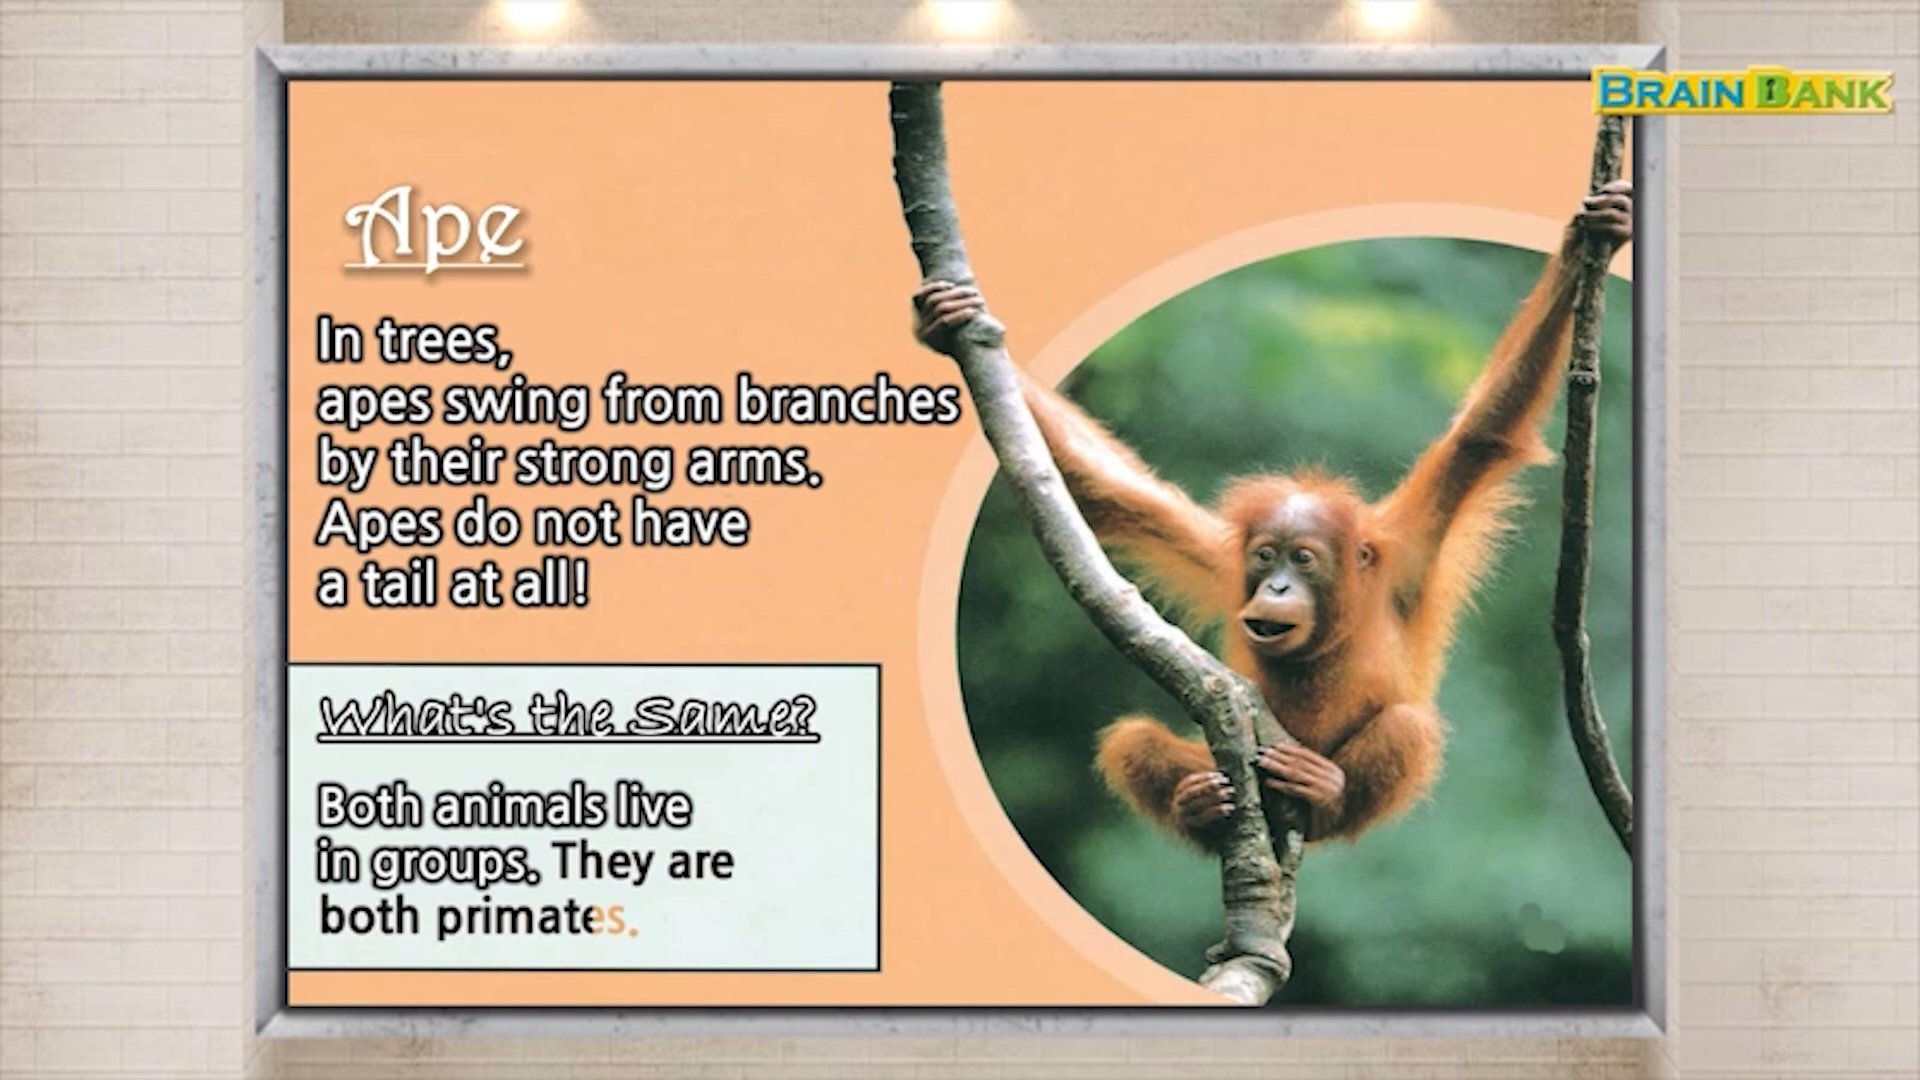 BRAIN BANK
Ape
In trees,
apes swing from branches
by their strong arms.
Apes do not have
a tail at all!
What's the Same?
Both animals live
in groups. They are
both primates.